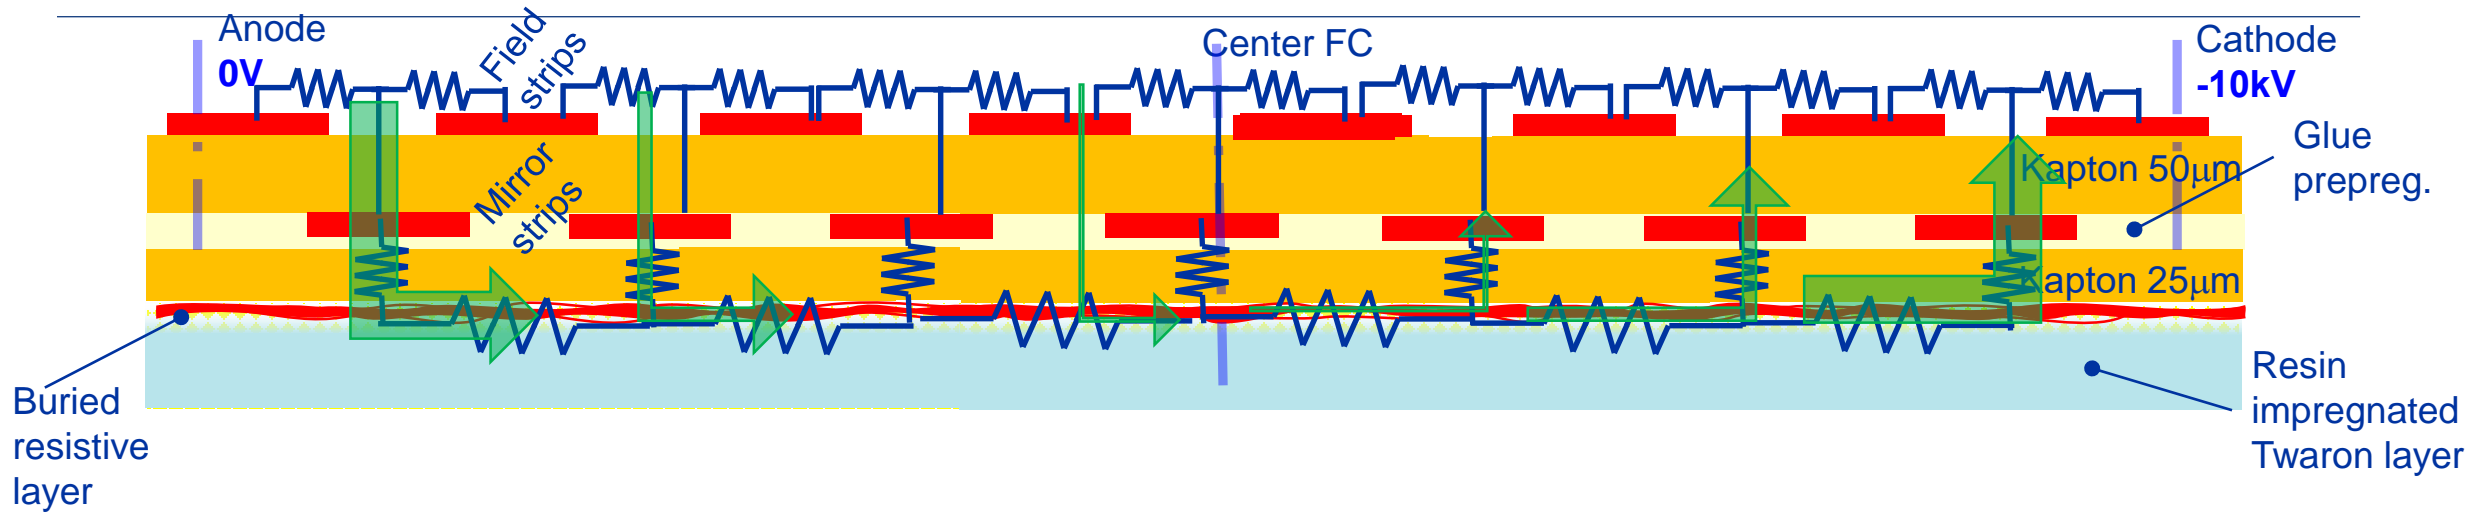 Anode
0V
Field
strips
Center FC
Cathode
-10kV
Mirror
strips
Kapton 50μm
Glue
prepreg.
Kapton 25μm
Buried
resistive
layer
Resin
impregnated
Twaron layer